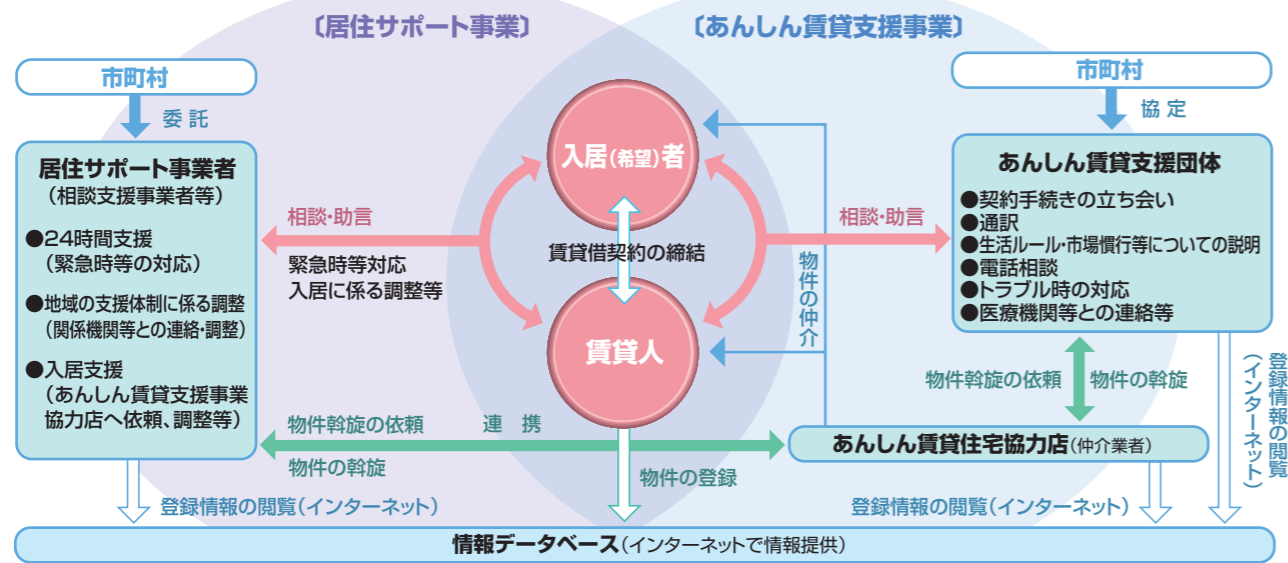 〔居住サポート事業〕
〔あんしん賃貸支援事業〕
市町村
委託
居住サポート事業者
(相談支援事業者等)
●24時間支援
(緊急時等の対応)
●地域の支援体制に係る調整
(関係機関等との連絡・調整)
●入居支援
(あんしん賃貸支援事業
協力店へ依頼、調整等)
相談・助言
緊急時等対応
入居に係る調整等
入居(希望)者
賃貸借契約の締結
賃貸人
物件の仲介
相談・助言
市町村
協定
あんしん賃貸支援団体
●契約手続きの立ち会い
●通訳
●生活ルール・市場慣行等についての説明
●電話相談
●トラブル時の対応
●医療機関等との連絡等
物件斡旋の依頼
物件の斡旋
登録情報の閲覧
(インターネット)
物件斡旋の依頼
連携
物件の斡旋
あんしん賃貸住宅協力店(仲介業者)
物件の登録
登録情報の閲覧(インターネット)
登録情報の閲覧(インターネット)
情報データベース(インターネットで情報提供)